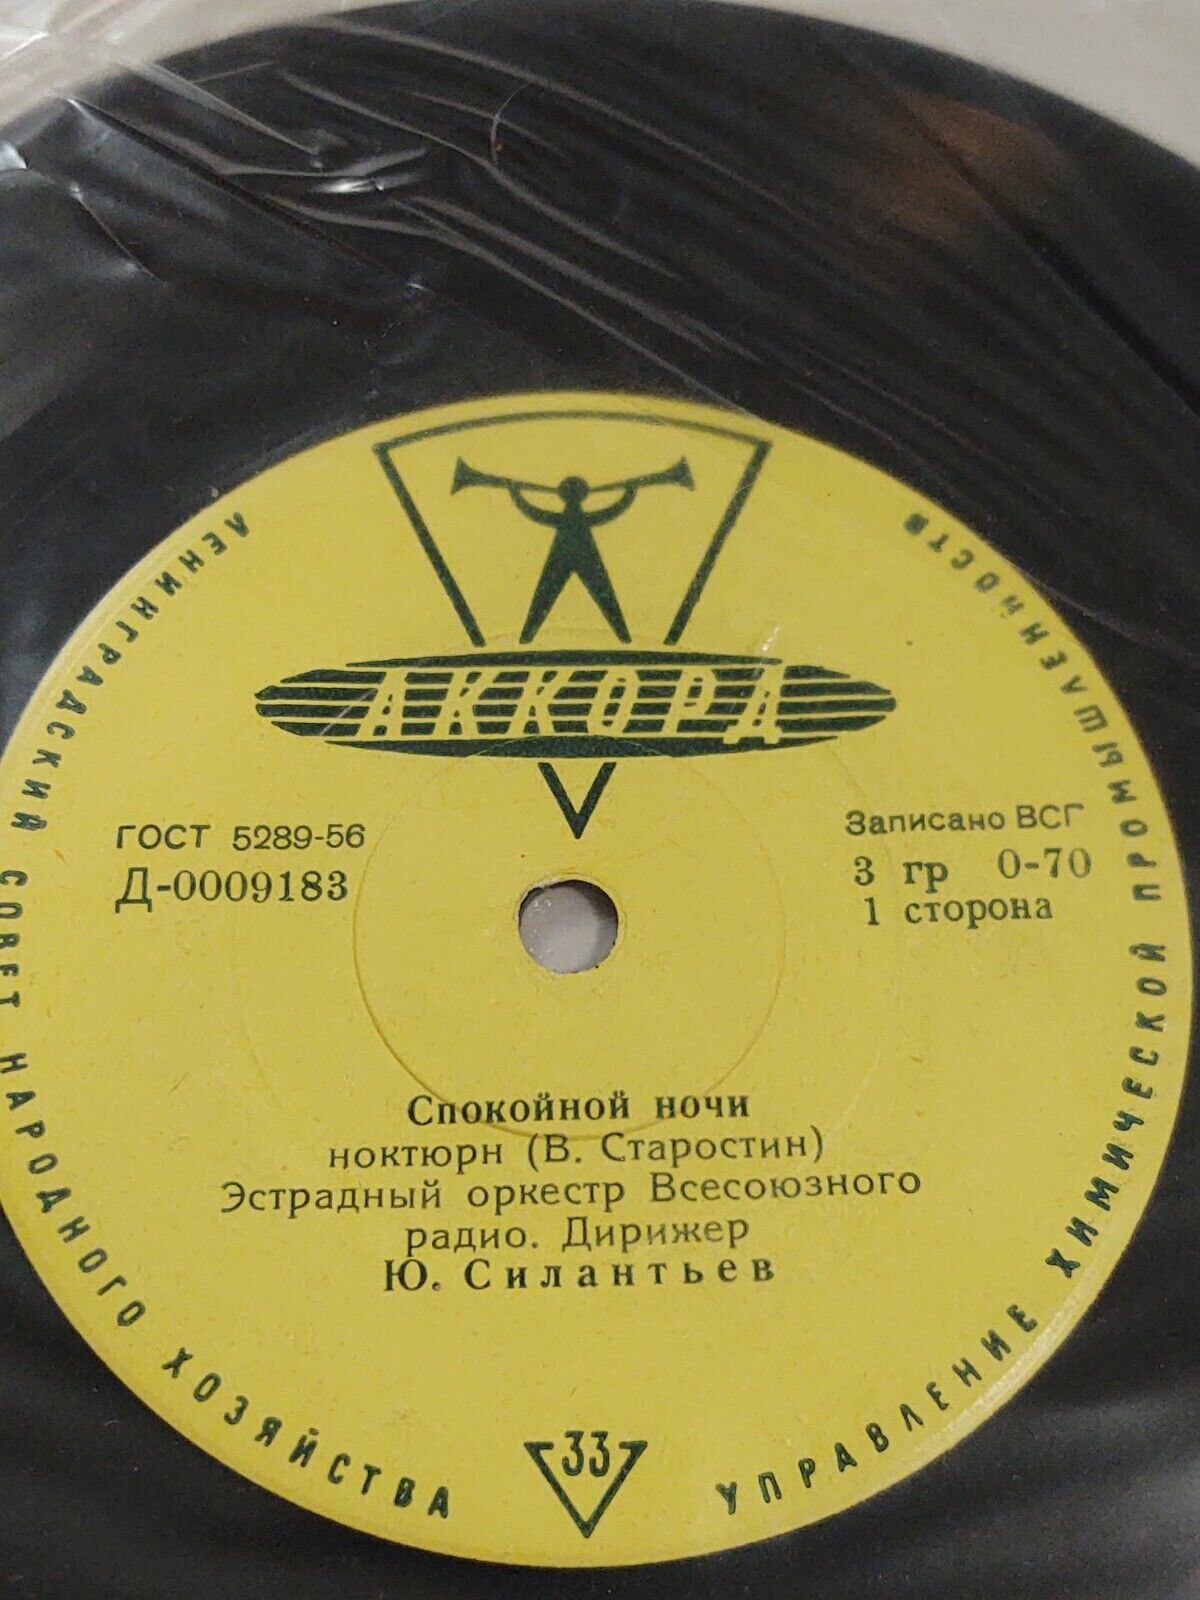 АККОРД
ЛЕНИНГРАДСКИЙ СОВЕТ НАРОДНОГО ХОЗЯЙСТВА
УПРАВЛЕНИЕ ХИМИЧЕСКОЙ ПРОМЫШЛЕННОСТИ
ГОСТ 5289-56
Д-0009183
Записано ВСГ
3 гр 0-70
1 сторона
Спокойной ночи
ноктюрн (В. Старостин)
Эстрадный оркестр Всесоюзного
радио. Дирижер
Ю. Силантьев
33